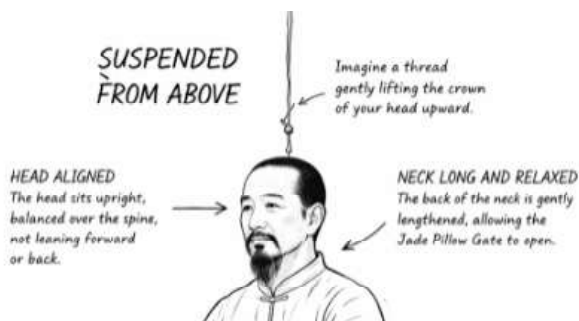 SUSPENDED
FROM ABOVE
Imagine a thread
gently lifting the crown
of your head upward.
HEAD ALIGNED
The head sits upright,
balanced over the spine,
not leaning forward
or back.
NECK LONG AND RELAXED
The back of the neck is gently
lengthened, allowing the
Jade Pillow Gate to open.